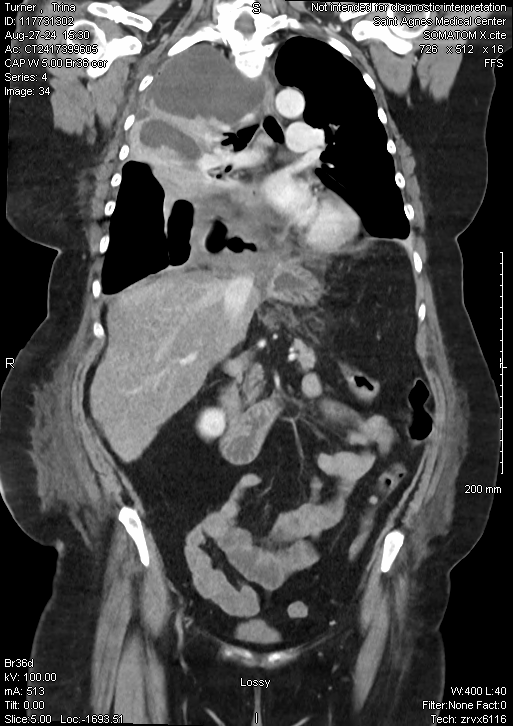 Turner , Trina
ID: 1177731302
Aug-27-24 15:30
Ac: CT2417399605
CAP W 5.00 Br36 cor
Series: 4
Image: 34
S
Not intended for diagnostic interpretation
Saint Agnes Medical Center
SOMATOM X.cite
726 x 512 x 16
FFS
R
L
200 mm
Br36d
kV: 100.00
mA: 513
Tilt: 0.00
Slice:5.00 Loc:-1693.51
Lossy
I
W:400 L:40
Filter:None Fact:0
Tech: zrvx6116